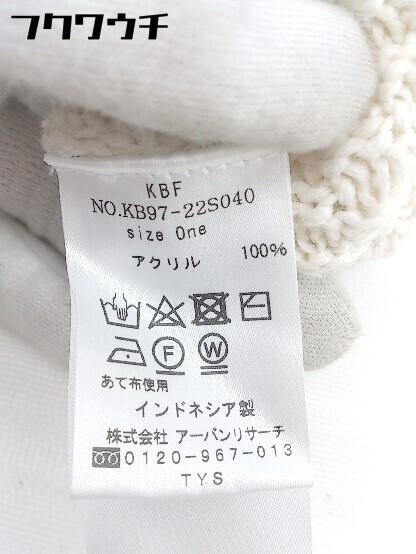 フクワウチ
KBF
NO.KB97-22S040
size One
アクリル 100%
F W
あて布使用
インドネシア製
株式会社 アーバンリサーチ
0120-967-013
TYS